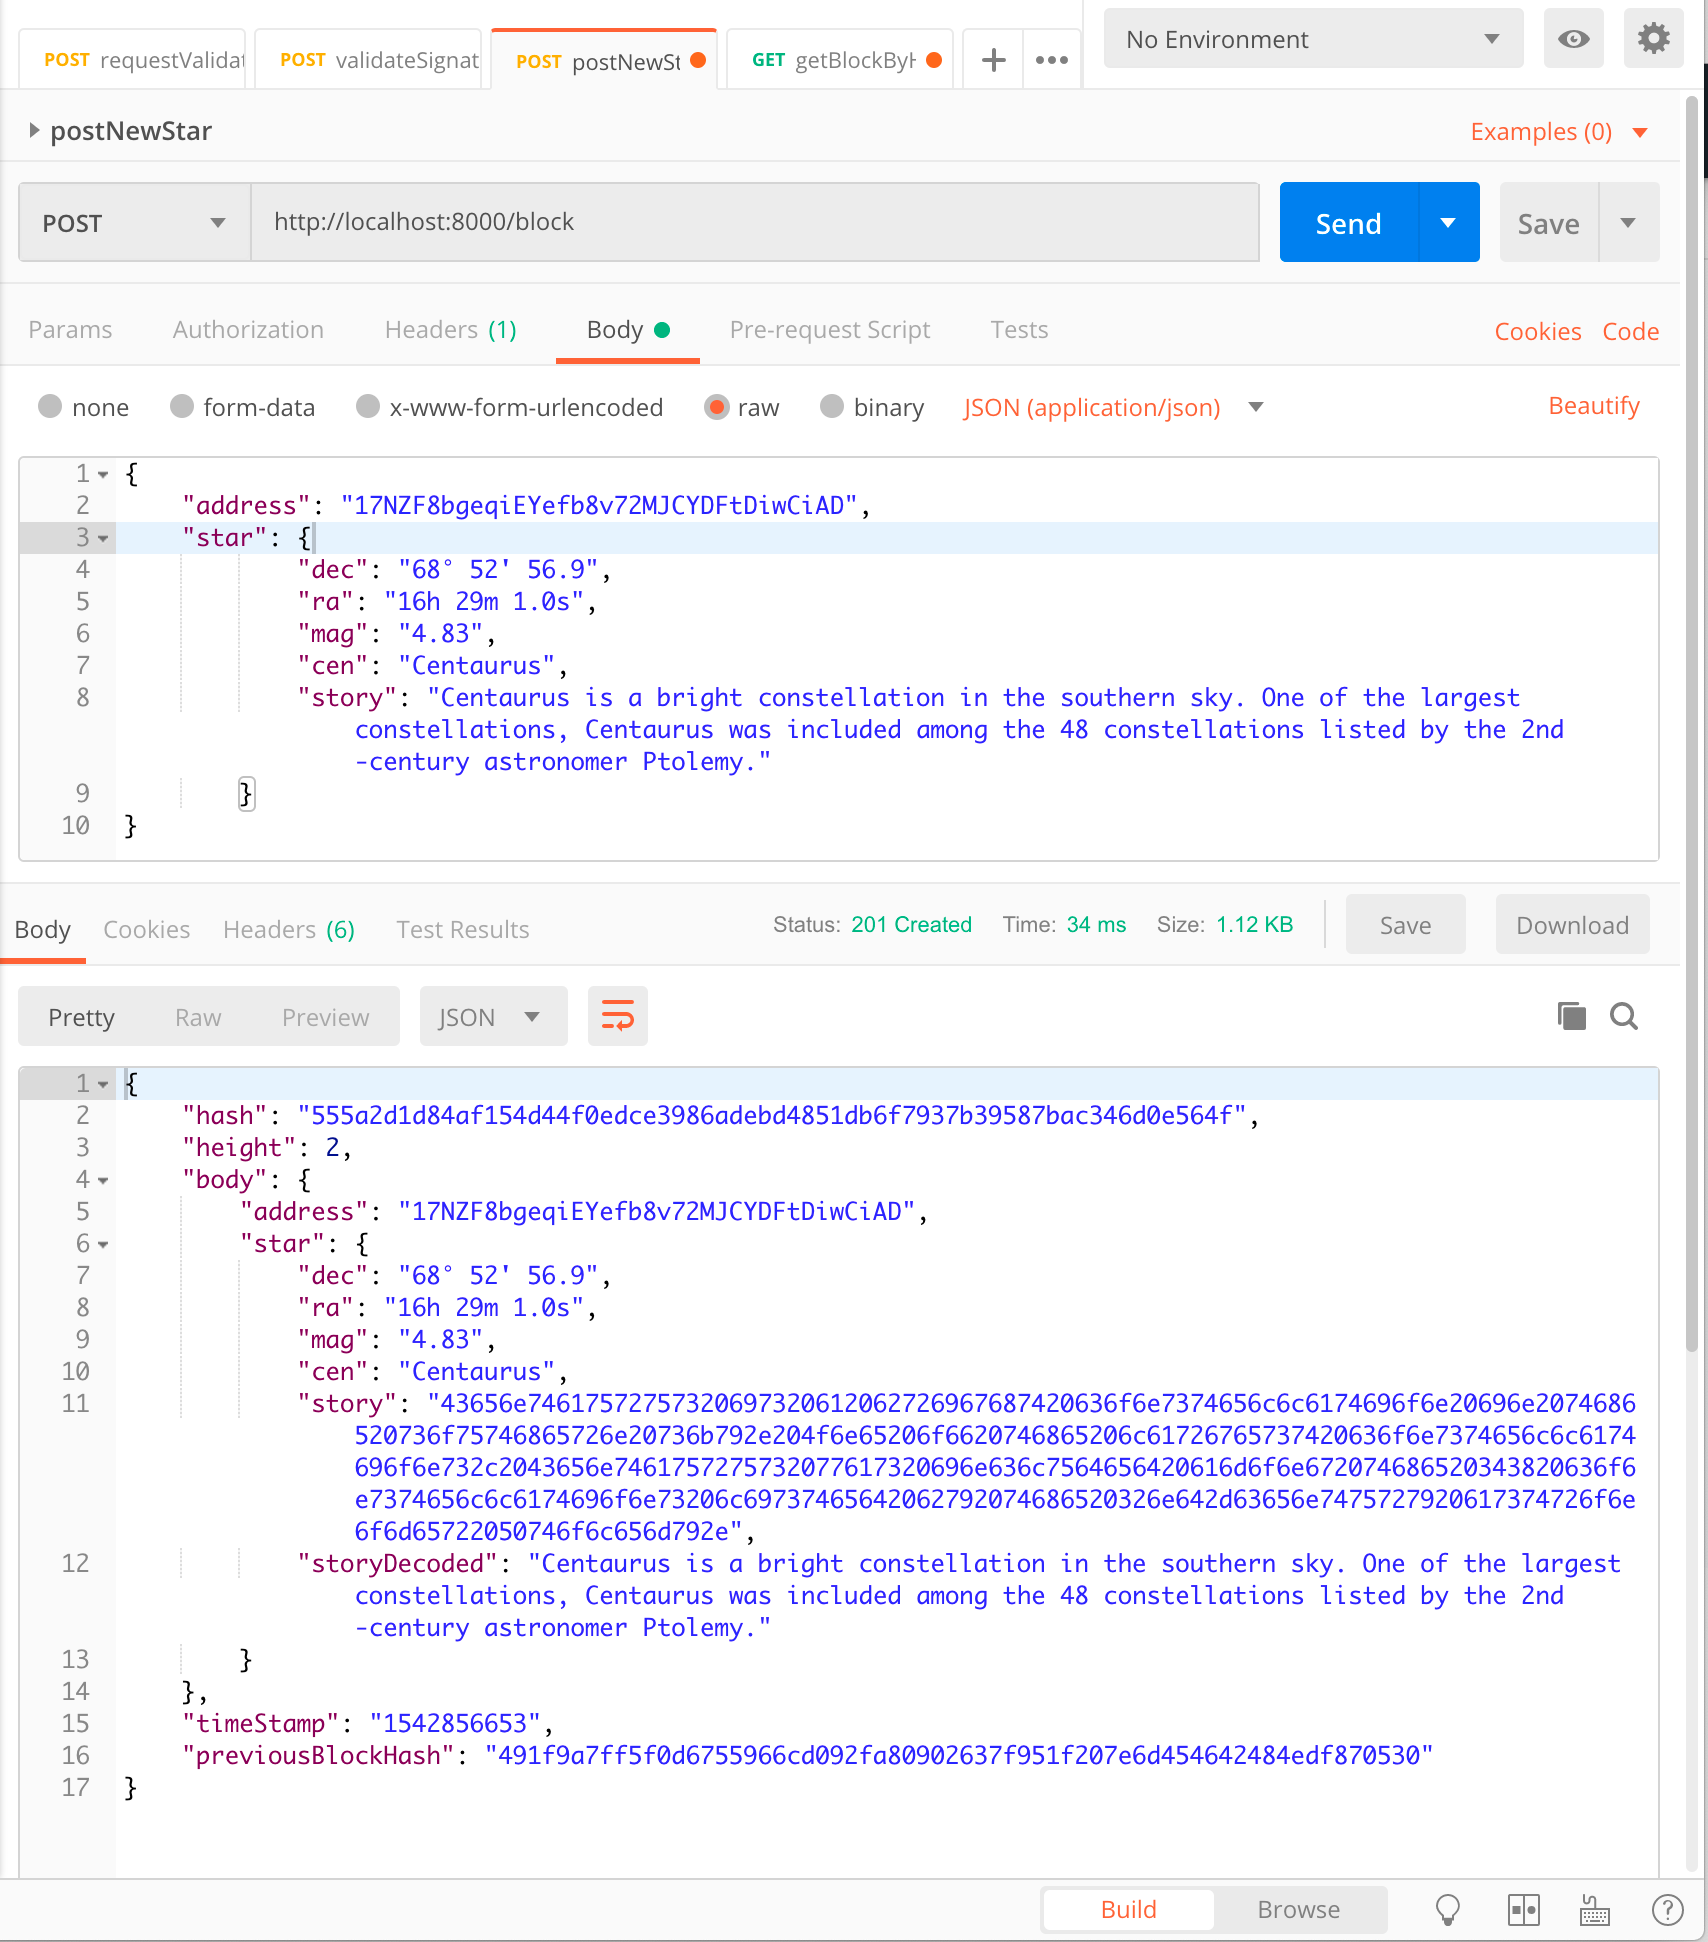 POST requestValidat POST validateSignat POST postNewSt GET getBlockByH No Environment
postNewStar Examples (0)
POST http://localhost:8000/block Send Save
Params Authorization Headers (1) Body Pre-request Script Tests Cookies Code
none form-data x-www-form-urlencoded raw binary JSON (application/json) Beautify
1 {
2 "address": "17NZF8bgeqiEYefb8v72MJCYDFtDiwCiAD",
3 "star": {
4 "dec": "68° 52' 56.9",
5 "ra": "16h 29m 1.0s",
6 "mag": "4.83",
7 "cen": "Centaurus",
8 "story": "Centaurus is a bright constellation in the southern sky. One of the largest
constellations, Centaurus was included among the 48 constellations listed by the 2nd
-century astronomer Ptolemy."
9 }
10 }
Body Cookies Headers (6) Test Results Status: 201 Created Time: 34 ms Size: 1.12 KB Save Download
Pretty Raw Preview JSON
1 {
2 "hash": "555a2d1d84af154d44f0edce3986adebd4851db6f7937b39587bac346d0e564f",
3 "height": 2,
4 "body": {
5 "address": "17NZF8bgeqiEYefb8v72MJCYDFtDiwCiAD",
6 "star": {
7 "dec": "68° 52' 56.9",
8 "ra": "16h 29m 1.0s",
9 "mag": "4.83",
10 "cen": "Centaurus",
11 "story": "43656e7461757275732069732061206272696768742063​6f6e7374656c6c6174696f6e20696e2074686
520736f75746865726e20736b792e204f6e65206f6620746865206c61726765737420636f6e7374656c6c6174
696f6e732c2043656e74617572757320776173 20696e636c7564656420616d6f6e672074686520343820636f6
e7374656c6c6174696f6e73206c69737465642062792074686520326e642d63656e7475727920617374726f6e
6f6d65722050746f6c656d792e",
12 "storyDecoded": "Centaurus is a bright constellation in the southern sky. One of the largest
constellations, Centaurus was included among the 48 constellations listed by the 2nd
-century astronomer Ptolemy."
13 }
14 },
15 "timeStamp": "1542856653",
16 "previousBlockHash": "491f9a7ff5f0d6755966cd092fa80902637f951f207e6d454642484edf870530"
17 }
Build Browse